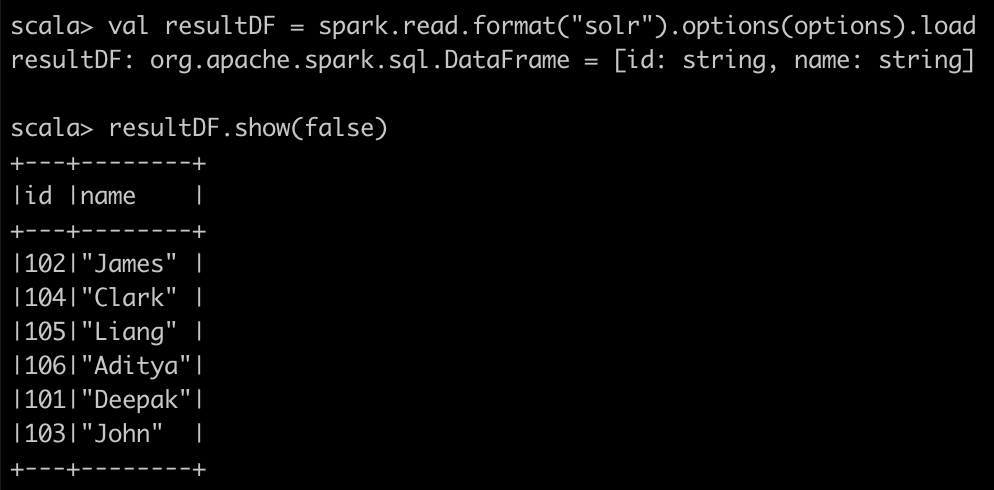 scala> val resultDF = spark.read.format("solr").options(options).load
resultDF: org.apache.spark.sql.DataFrame = [id: string, name: string]

scala> resultDF.show(false)
+---+--------+
|id |name    |
+---+--------+
|102|"James" |
|104|"Clark" |
|105|"Liang" |
|106|"Aditya"|
|101|"Deepak"|
|103|"John"  |
+---+--------+